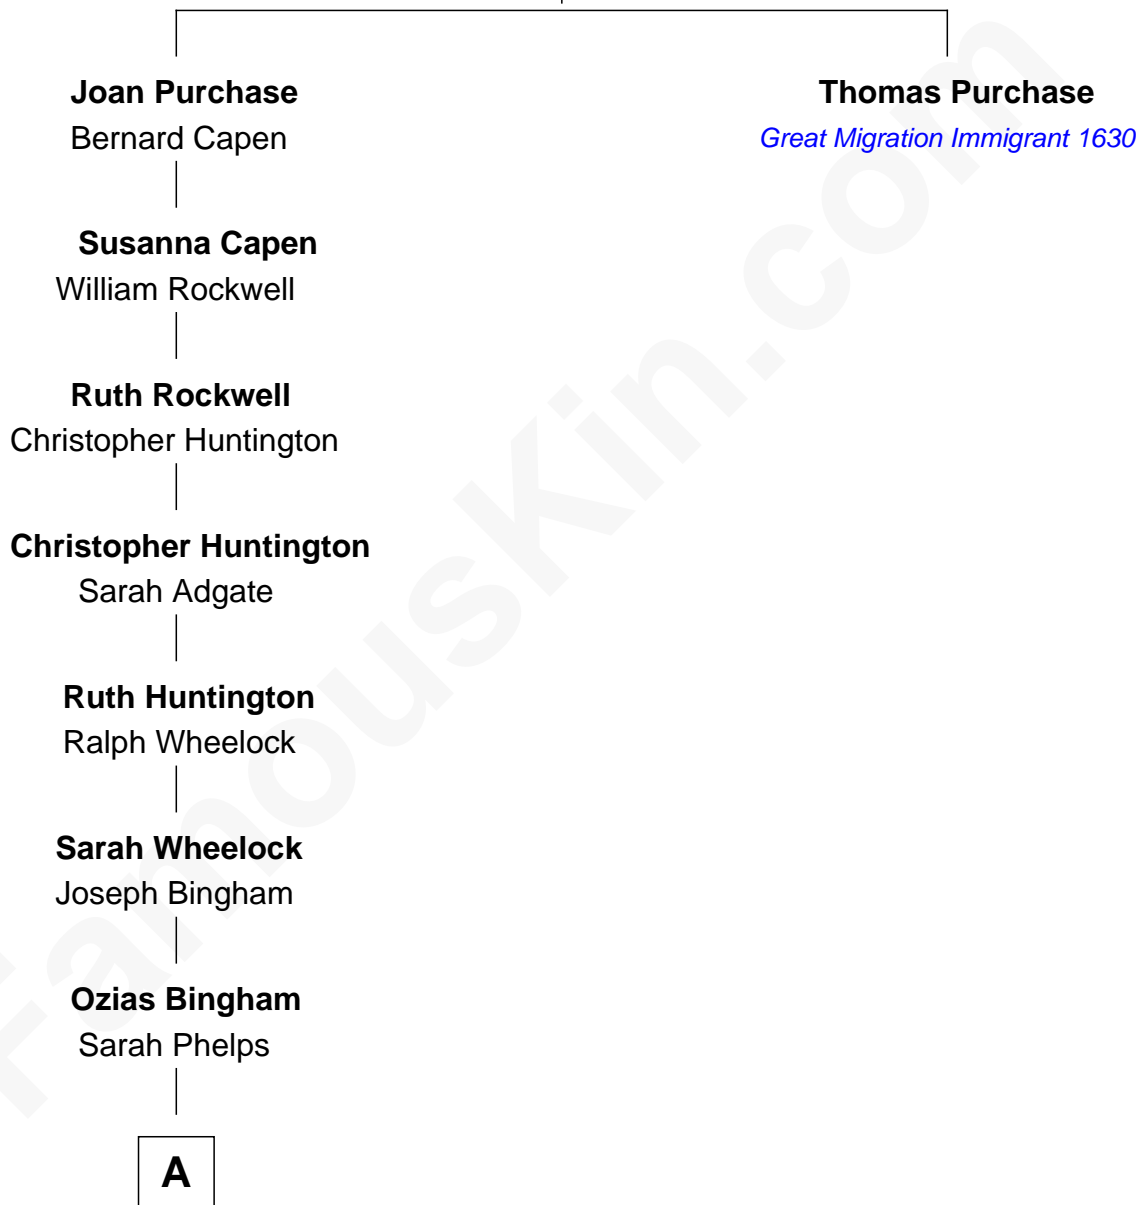 Joan Purchase
Bernard Capen
Thomas Purchase
Great Migration Immigrant 1630
Susanna Capen
William Rockwell
Ruth Rockwell
Christopher Huntington
Christopher Huntington
Sarah Adgate
Ruth Huntington
Ralph Wheelock
Sarah Wheelock
Joseph Bingham
Ozias Bingham
Sarah Phelps
A
FamousKin.com